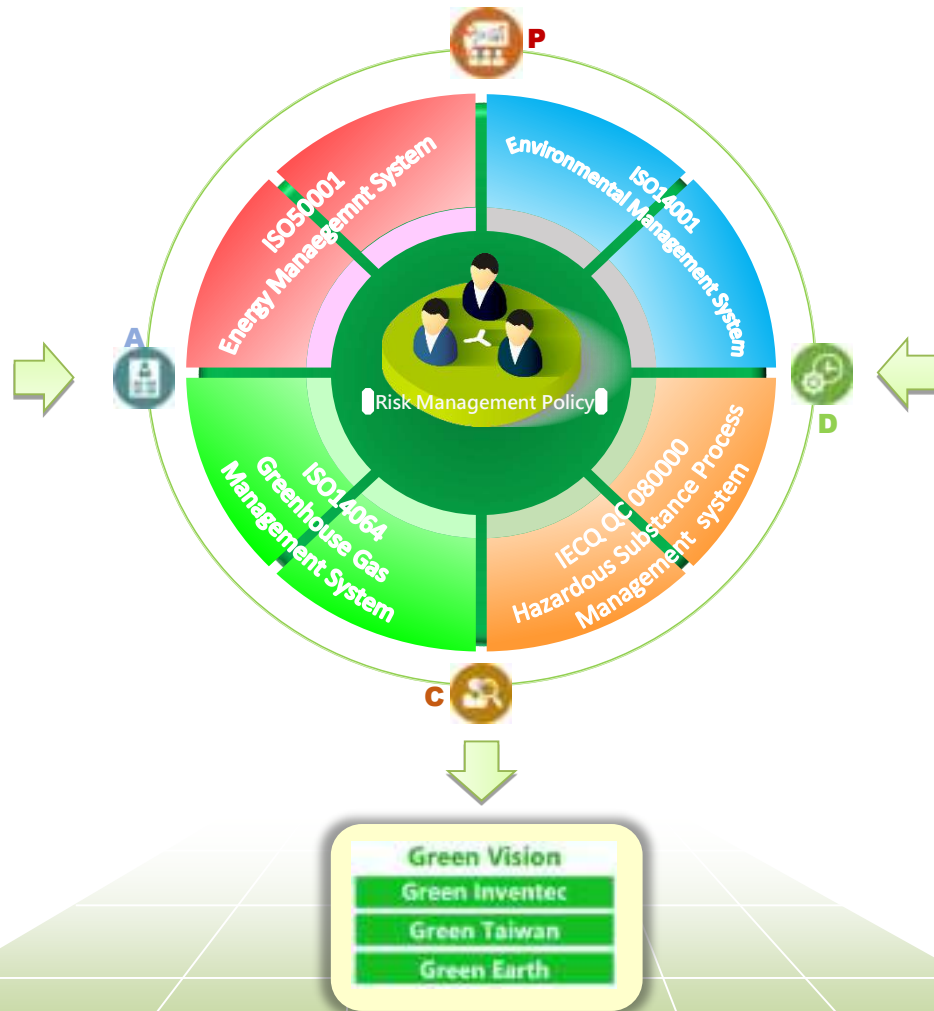 P
ISO50001
Energy Manaegemnt System
ISO14001
Environmental Management System
A
Risk Management Policy
D
ISO14064
Greenhouse Gas
Management System
IECQ QC 080000
Hazardous Substance Process
Management system
C
Green Vision
Green Inventec
Green Taiwan
Green Earth